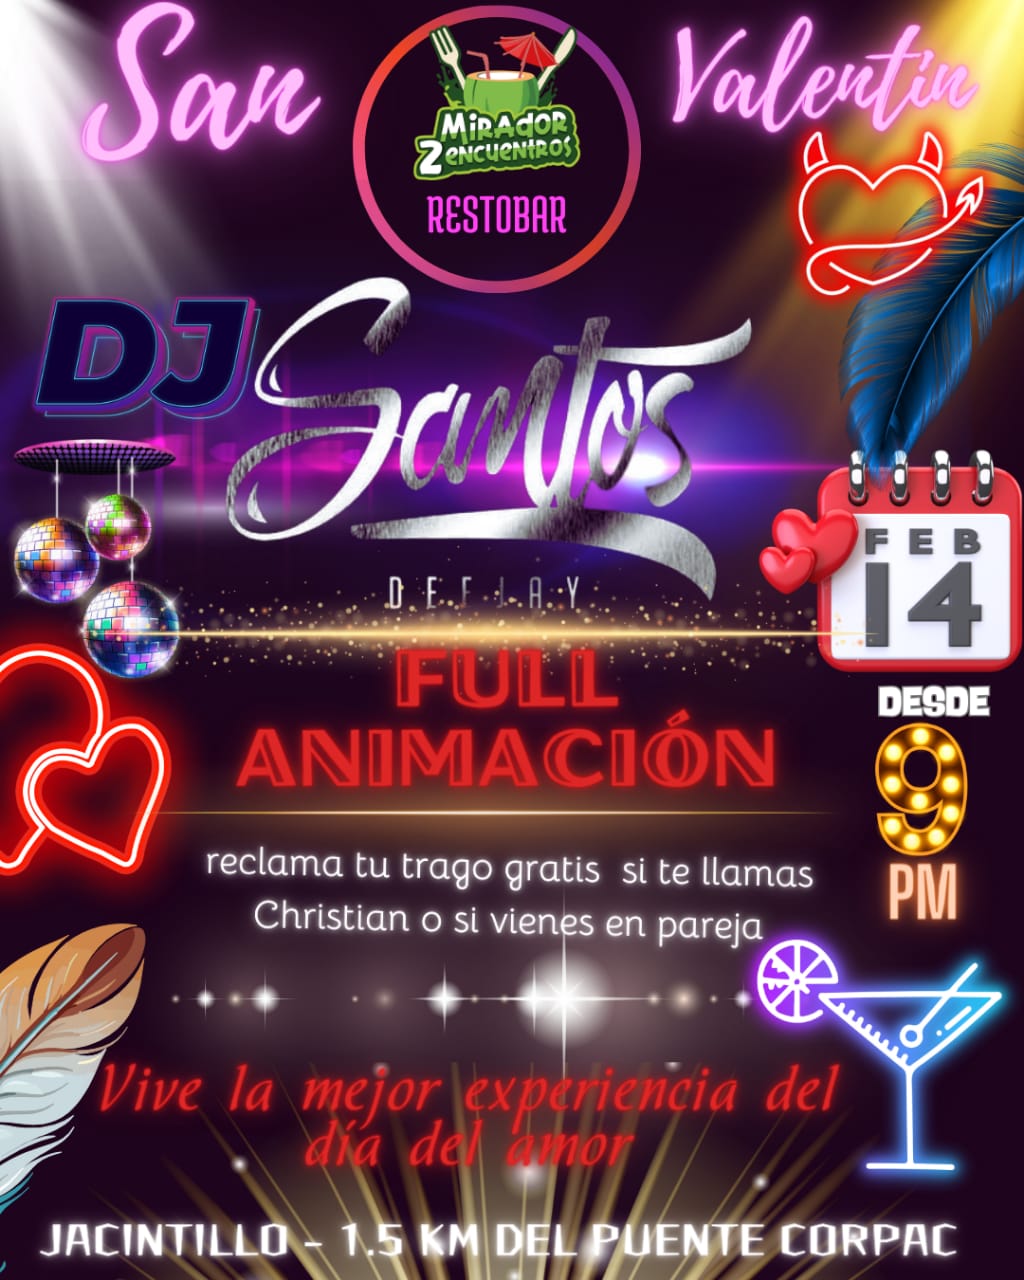 San Valentin
MiRADOR
2 ENCUENTROS
RESTOBAR
DJ Santos
DEEJAY
FEB
14
FULL
ANIMACIÓN
DESDE
9
PM
reclama tu trago gratis si te llamas
Christian o si vienes en pareja
Vive la mejor experiencia del
día del amor
JACINTILLO - 1.5 KM DEL PUENTE CORPAC